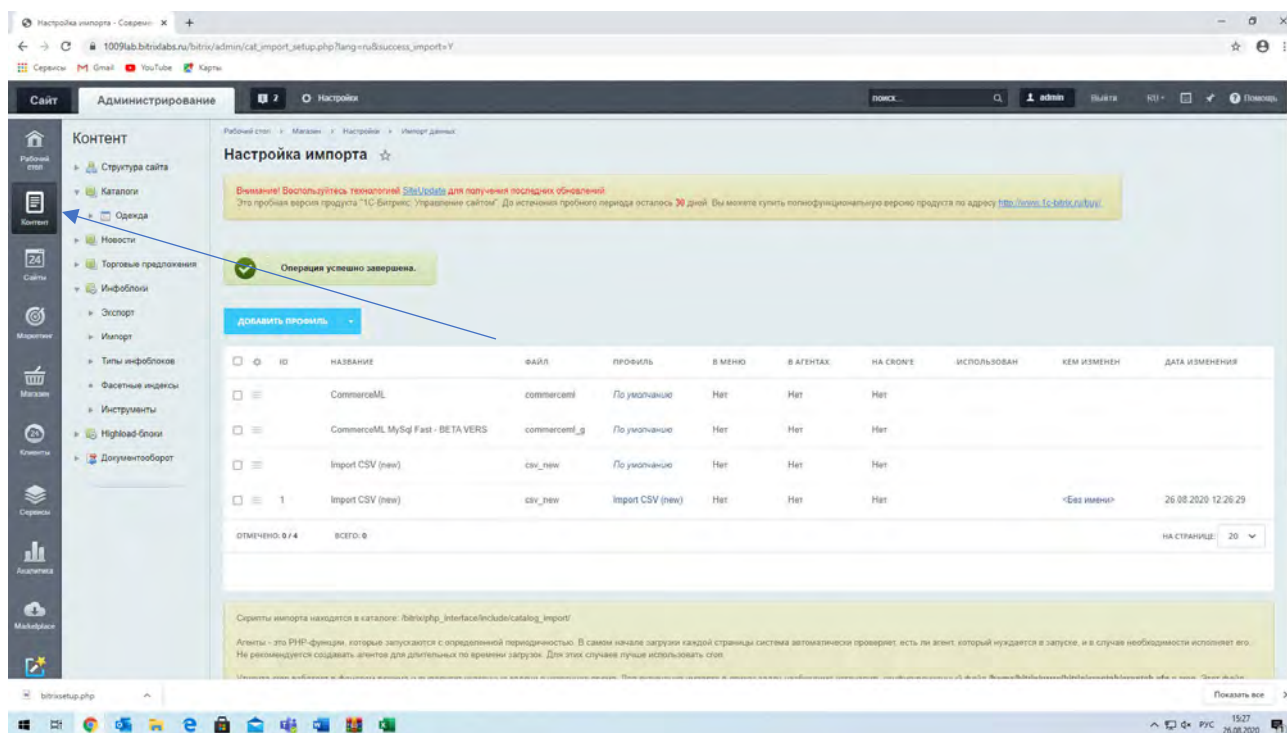 Настройка импорта - Совреме
1009lab.bitrixlabs.ru/bitrix/admin/cat_import_setup.php?lang=ru&success_import=Y
Сервисы Gmail YouTube Карты
Сайт Администрирование 2 Настройки поиск... admin Выйти RU Помощь
Рабочий стол Магазин Настройки Импорт данных
Настройка импорта
Рабочий стол
Контент
Сайты
Маркетинг
Магазин
Клиенты
Сервисы
Аналитика
Marketplace
Контент
Структура сайта
Каталоги
Одежда
Новости
Торговые предложения
Инфоблоки
Экспорт
Импорт
Типы инфоблоков
Фасетные индексы
Инструменты
Highload-блоки
Документооборот
Внимание! Воспользуйтесь технологией SiteUpdate для получения последних обновлений.
Это пробная версия продукта "1С-Битрикс: Управление сайтом". До истечения пробного периода осталось 30 дней. Вы можете купить полнофункциональную версию продукта по адресу http://www.1c-bitrix.ru/buy/.
Операция успешно завершена.
ДОБАВИТЬ ПРОФИЛЬ
ID НАЗВАНИЕ ФАЙЛ ПРОФИЛЬ В МЕНЮ В АГЕНТАХ НА CRON'Е ИСПОЛЬЗОВАН КЕМ ИЗМЕНЕН ДАТА ИЗМЕНЕНИЯ
CommerceML commerceml По умолчанию Нет Нет Нет
CommerceML MySql Fast - BETA VERS commerceml_g По умолчанию Нет Нет Нет
Import CSV (new) csv_new По умолчанию Нет Нет Нет
1 Import CSV (new) csv_new Import CSV (new) Нет Нет Нет <Без имени> 26.08.2020 12:26:29
ОТМЕЧЕНО: 0 / 4 ВСЕГО: 0 НА СТРАНИЦЕ: 20
Скрипты импорта находятся в каталоге: /bitrix/php_interface/include/catalog_import/
Агенты - это PHP-функции, которые запускаются с определенной периодичностью. В самом начале загрузки каждой страницы система автоматически проверяет, есть ли агент, который нуждается в запуске, и в случае необходимости исполняет его.
Не рекомендуется создавать агентов для длительных по времени загрузок. Для этих случаев лучше использовать cron.
bitrixsetup.php Показать все
РУС 15:27
26.08.2020